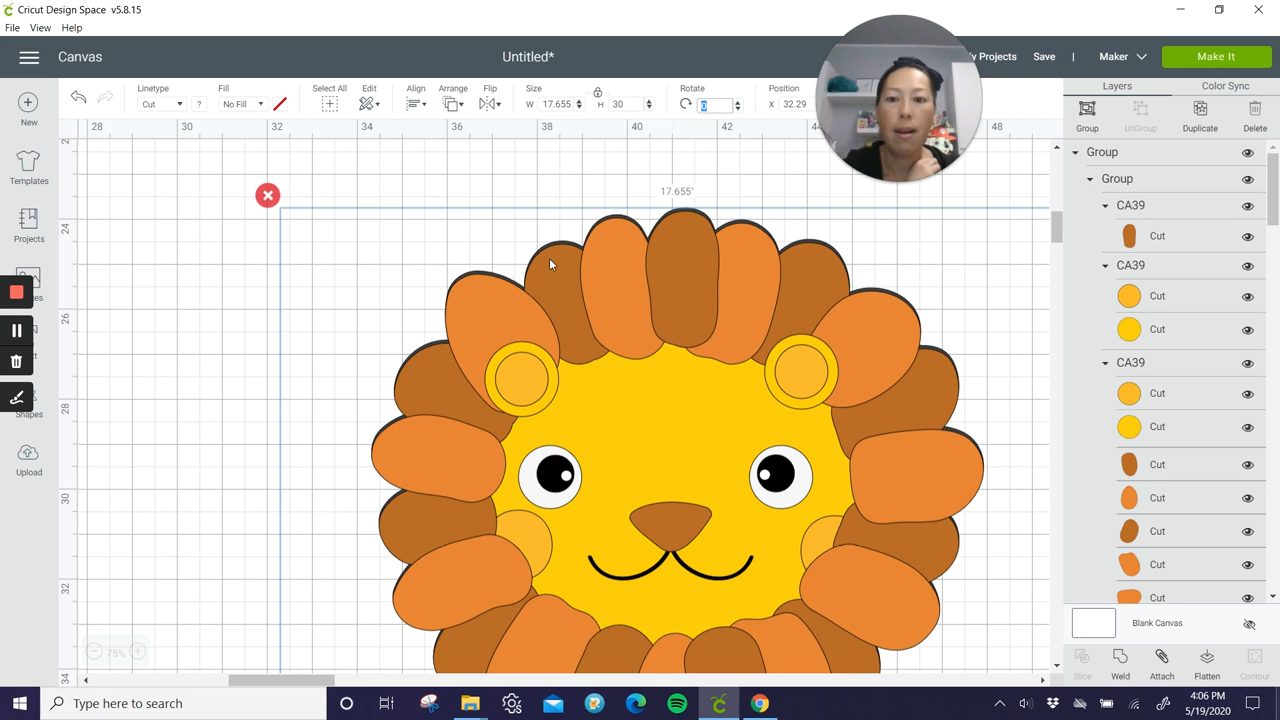 Cricut Design Space v5.8.15
File View Help
Canvas
Untitled*
y Projects Save | Maker Make It
Linetype Fill Select All Edit Align Arrange Flip Size Rotate Position
Cut ? No Fill W 17.655 H 30 0 X 32.29
Layers Color Sync
Group UnGroup Duplicate Delete
28 30 32 34 36 38 40 42 44 48
2
24
26
28
30
32
34
17.655"
New
Templates
Projects
Shapes
Upload
Group
Group
CA39
Cut
CA39
Cut
Cut
CA39
Cut
Cut
Cut
Cut
Cut
Cut
Cut
Blank Canvas
Slice Weld Attach Flatten Contour
75%
Type here to search
4:06 PM
5/19/2020